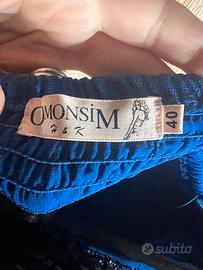 OMONSiM
H & K
40
subito